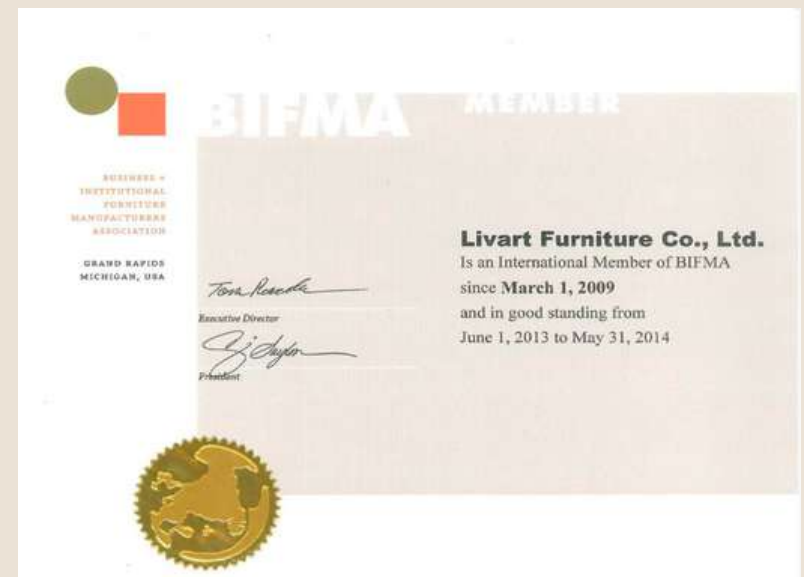 BIFMA MEMBER
BUSINESS +
INSTITUTIONAL
FURNITURE
MANUFACTURERS
ASSOCIATION
GRAND RAPIDS
MICHIGAN, USA
Livart Furniture Co., Ltd.
Is an International Member of BIFMA
since March 1, 2009
and in good standing from
June 1, 2013 to May 31, 2014
Executive Director
President